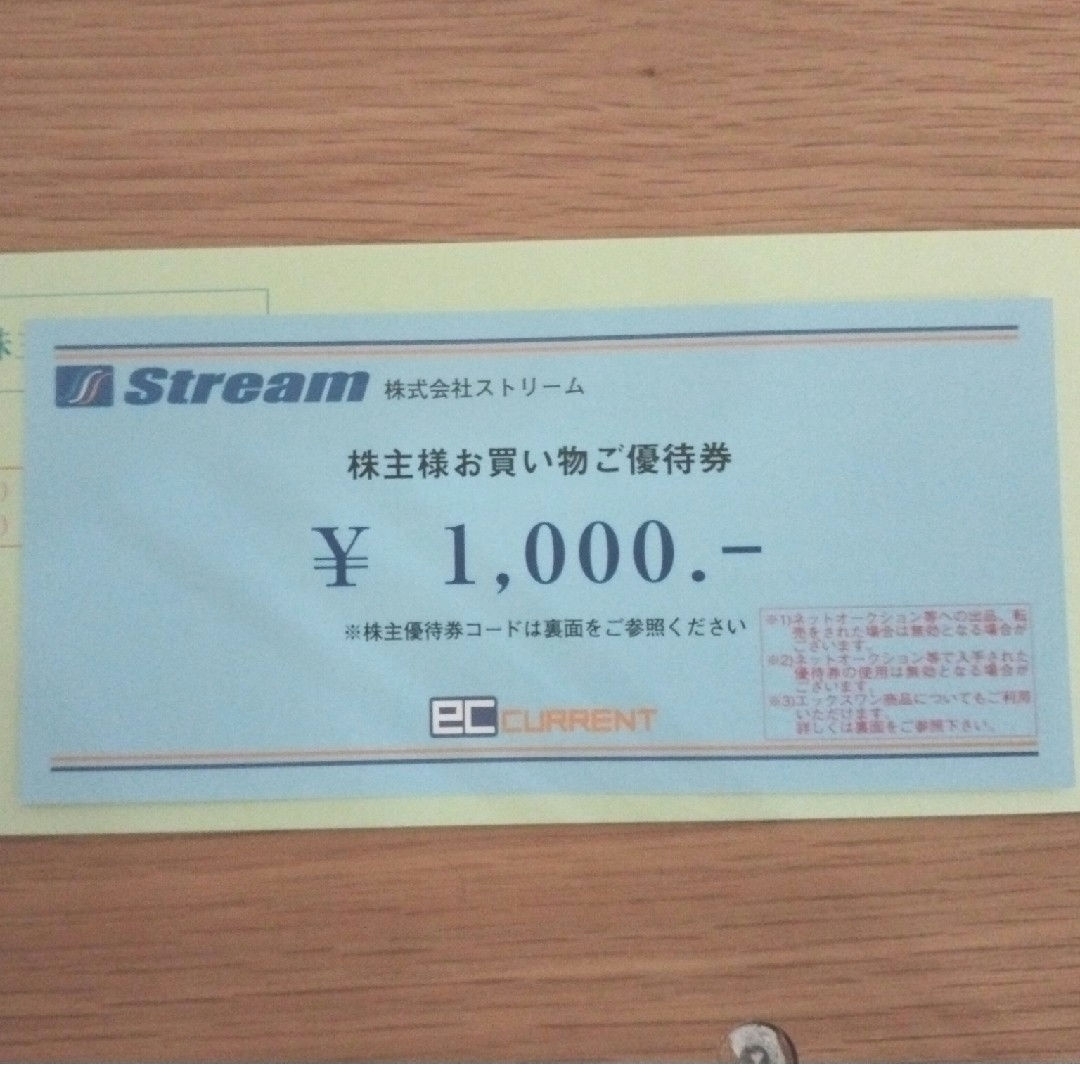 Stream 株式会社ストリーム
株主様お買い物ご優待券
¥ 1,000.-
※株主優待券コードは裏面をご参照ください
※1)ネットオークション等への出品、転
売をされた場合は無効となる場合が
ございます。
※2)ネットオークション等で入手された
優待券の使用は無効となる場合が
ございます。
※3)エックスワン商品についてもご利用
いただけます。
詳しくは裏面をご参照下さい。
eC CURRENT
株主